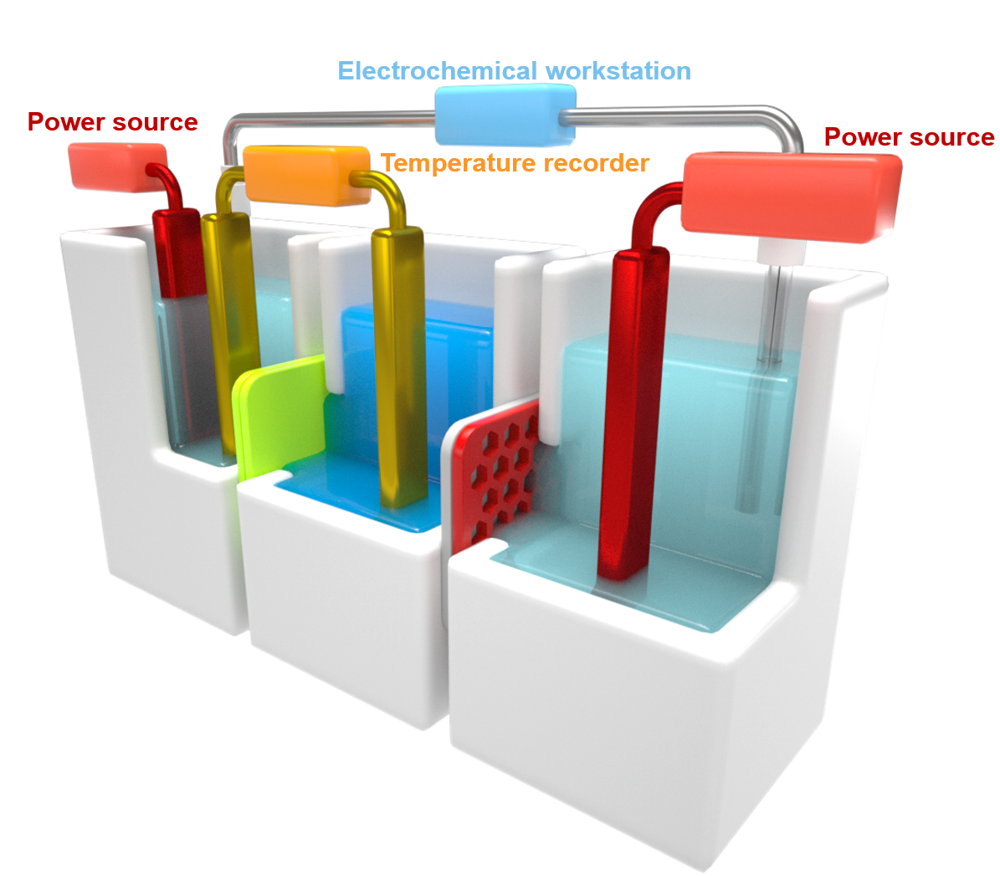 Electrochemical workstation
Power source
Power source
Temperature recorder